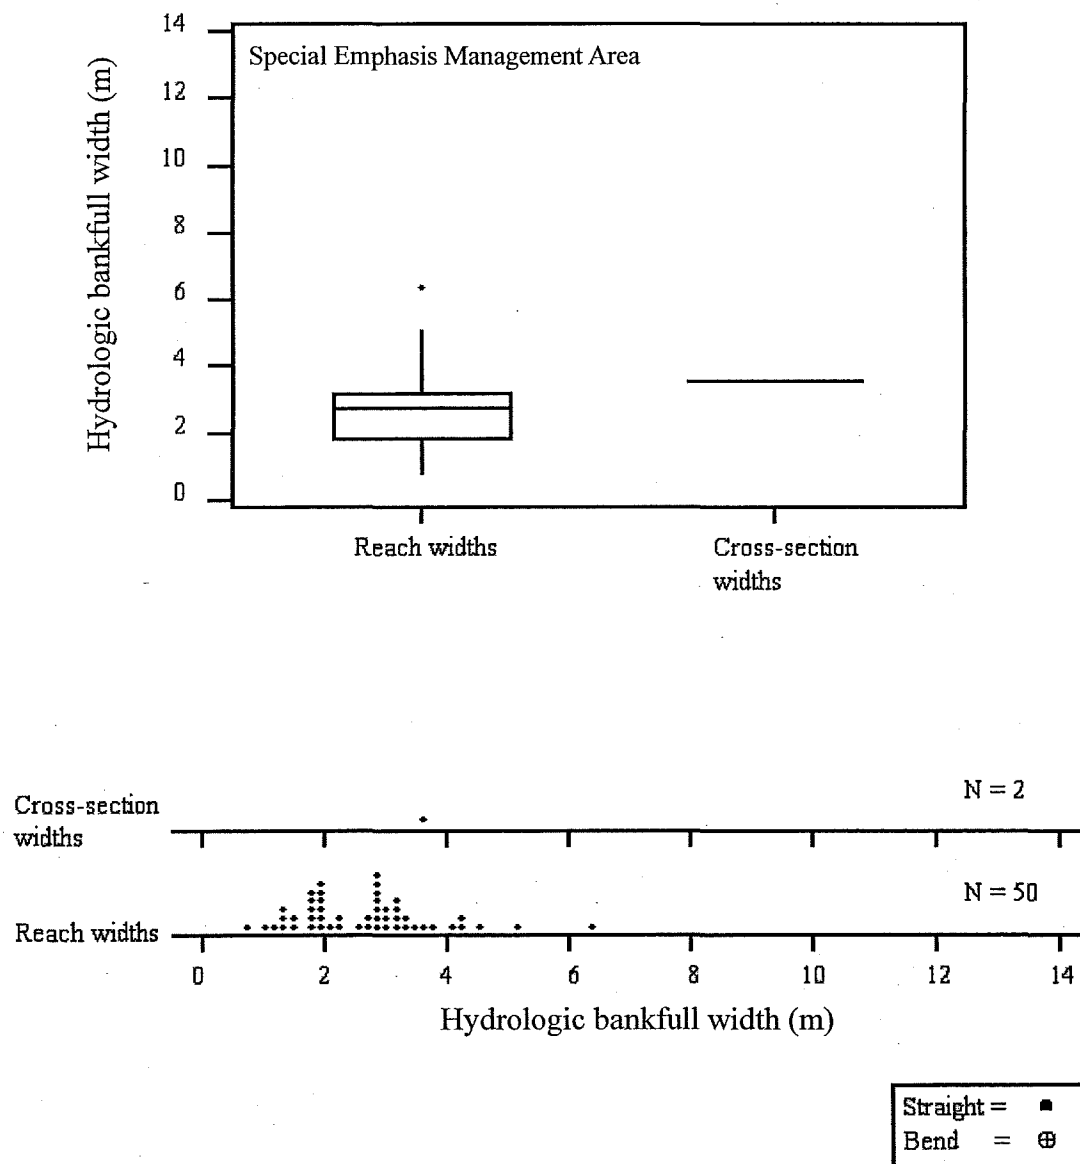 14
Special Emphasis Management Area
12
10
8
6
4
2
0
Hydrologic bankfull width (m)
Reach widths
Cross-section
widths
Cross-section
widths
N = 2
Reach widths
N = 50
0 2 4 6 8 10 12 14
Hydrologic bankfull width (m)
Straight =
Bend =